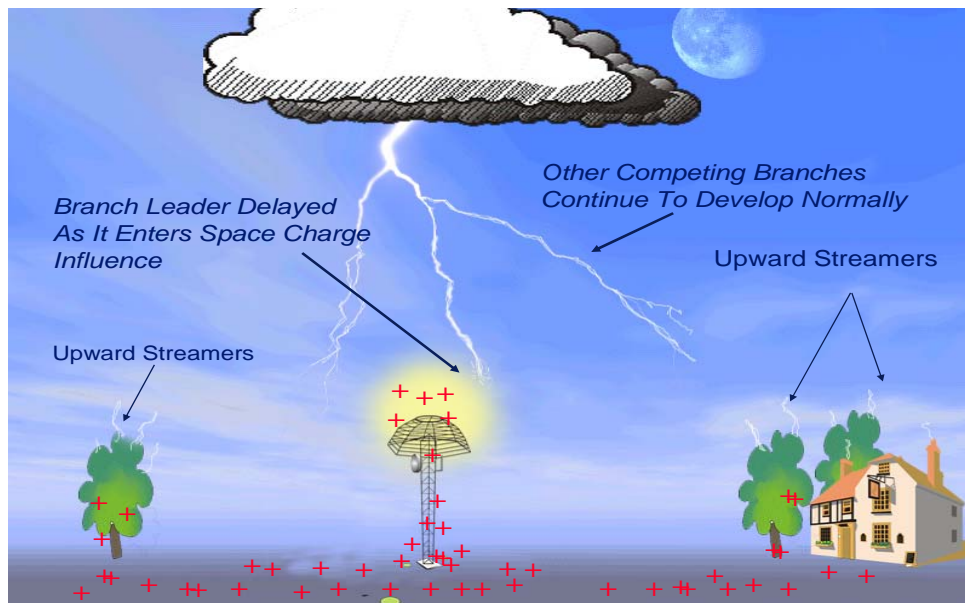 Other Competing Branches
Continue To Develop Normally
Branch Leader Delayed
As It Enters Space Charge
Influence
Upward Streamers
Upward Streamers